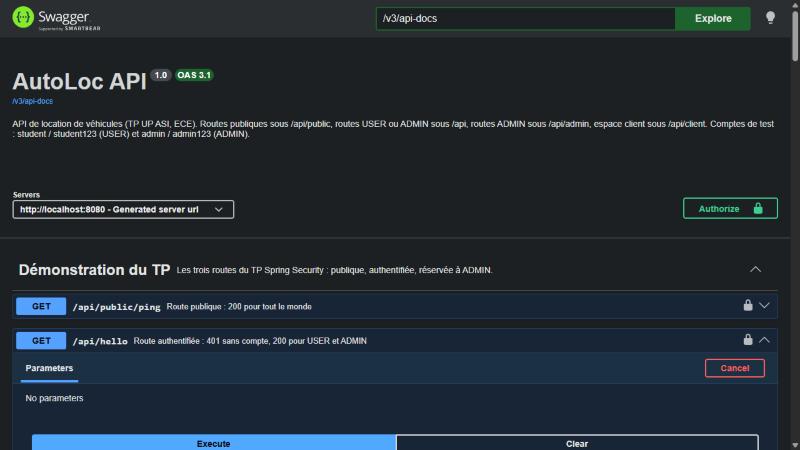 Swagger
Supported by SMARTBEAR
/v3/api-docs
Explore
AutoLoc API 1.0 OAS 3.1
/v3/api-docs
API de location de véhicules (TP UP ASI, ECE). Routes publiques sous /api/public, routes USER ou ADMIN sous /api, routes ADMIN sous /api/admin, espace client sous /api/client. Comptes de test
: student / student123 (USER) et admin / admin123 (ADMIN).
Servers
http://localhost:8080 - Generated server url
Authorize
Démonstration du TP Les trois routes du TP Spring Security : publique, authentifiée, réservée à ADMIN.
GET /api/public/ping Route publique : 200 pour tout le monde
GET /api/hello Route authentifiée : 401 sans compte, 200 pour USER et ADMIN
Parameters
Cancel
No parameters
Execute
Clear